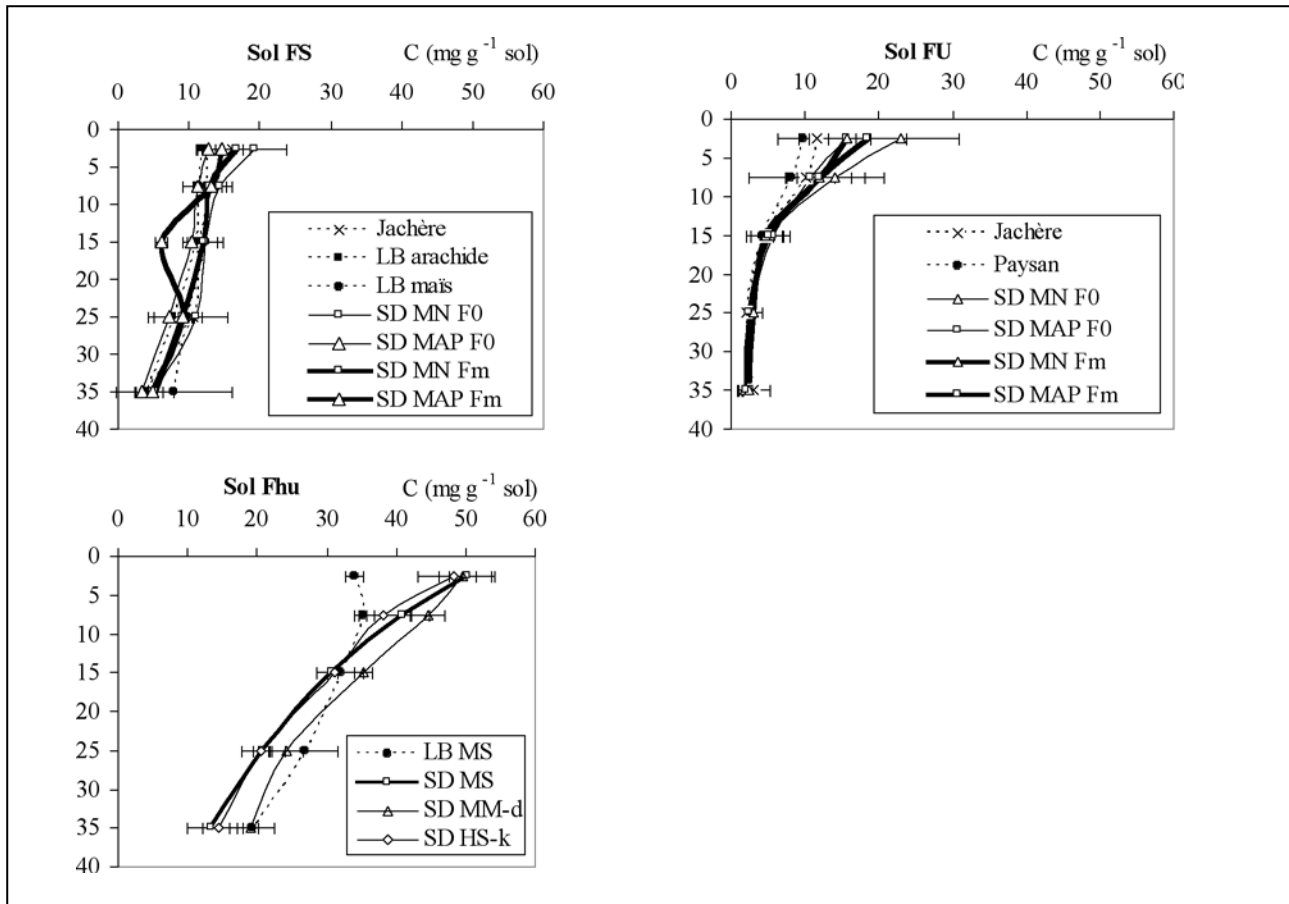 Sol FS C (mg g -1 sol)
0 10 20 30 40 50 60
0
5
10
15
20
25
30
35
40
Jachère
LB arachide
LB maïs
SD MN F0
SD MAP F0
SD MN Fm
SD MAP Fm
Sol FU C (mg g -1 sol)
0 10 20 30 40 50 60
0
5
10
15
20
25
30
35
40
Jachère
Paysan
SD MN F0
SD MAP F0
SD MN Fm
SD MAP Fm
Sol Fhu C (mg g -1 sol)
0 10 20 30 40 50 60
0
5
10
15
20
25
30
35
40
LB MS
SD MS
SD MM-d
SD HS-k